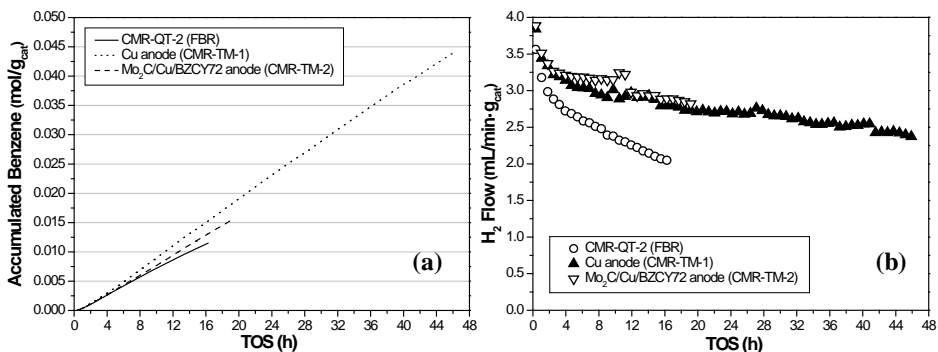 0.050
0.045
0.040
0.035
0.030
0.025
0.020
0.015
0.010
0.005
0.000
0 4 8 12 16 20 24 28 32 36 40 44 48
TOS (h)
Accumulated Benzene (mol/g_cat)
CMR-QT-2 (FBR)
Cu anode (CMR-TM-1)
Mo₂C/Cu/BZCY72 anode (CMR-TM-2)
(a)
4.0
3.5
3.0
2.5
2.0
1.5
1.0
0.5
0.0
0 4 8 12 16 20 24 28 32 36 40 44 48
TOS (h)
H₂ Flow (mL/min·g_cat)
CMR-QT-2 (FBR)
Cu anode (CMR-TM-1)
Mo₂C/Cu/BZCY72 anode (CMR-TM-2)
(b)